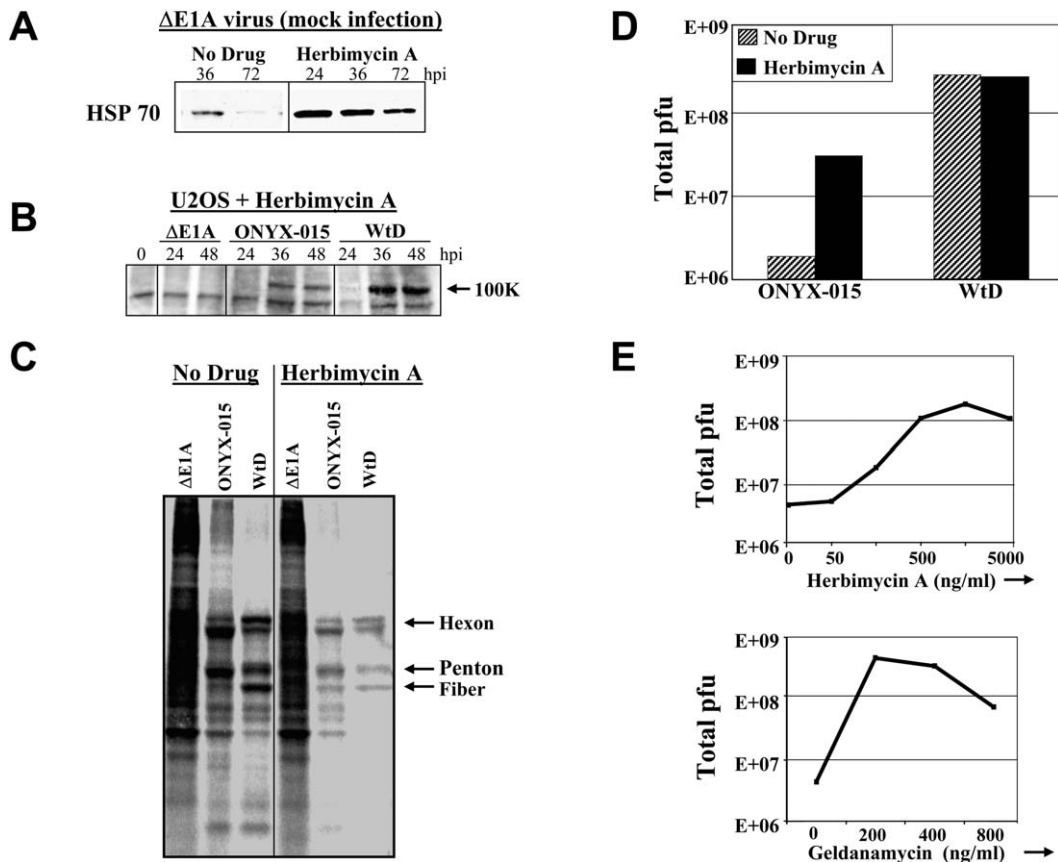 A
ΔE1A virus (mock infection)
No Drug Herbimycin A
36 72 24 36 72 hpi
HSP 70
B
U2OS + Herbimycin A
ΔE1A ONYX-015 WtD
0 24 48 24 36 48 24 36 48 hpi
100K
C
No Drug Herbimycin A
ΔE1A ONYX-015 WtD ΔE1A ONYX-015 WtD
Hexon
Penton
Fiber
D
No Drug
Herbimycin A
Total pfu
E+09
E+08
E+07
E+06
ONYX-015 WtD
E
Total pfu
E+09
E+08
E+07
E+06
0 50 500 5000
Herbimycin A (ng/ml)
Total pfu
E+09
E+08
E+07
E+06
0 200 400 800
Geldanamycin (ng/ml)